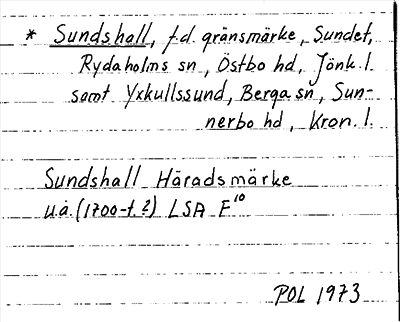 * Sundshall, f.d. gränsmärke, Sundet,
Rydaholms sn, Östbo hd, Jönk. l.
samt Yxkullssund, Berga sn, Sun-
nerbo hd, Kron. l.
Sundshall Häradsmärke
u.å. (1700-t.?) LSA F¹⁰
POL 1973